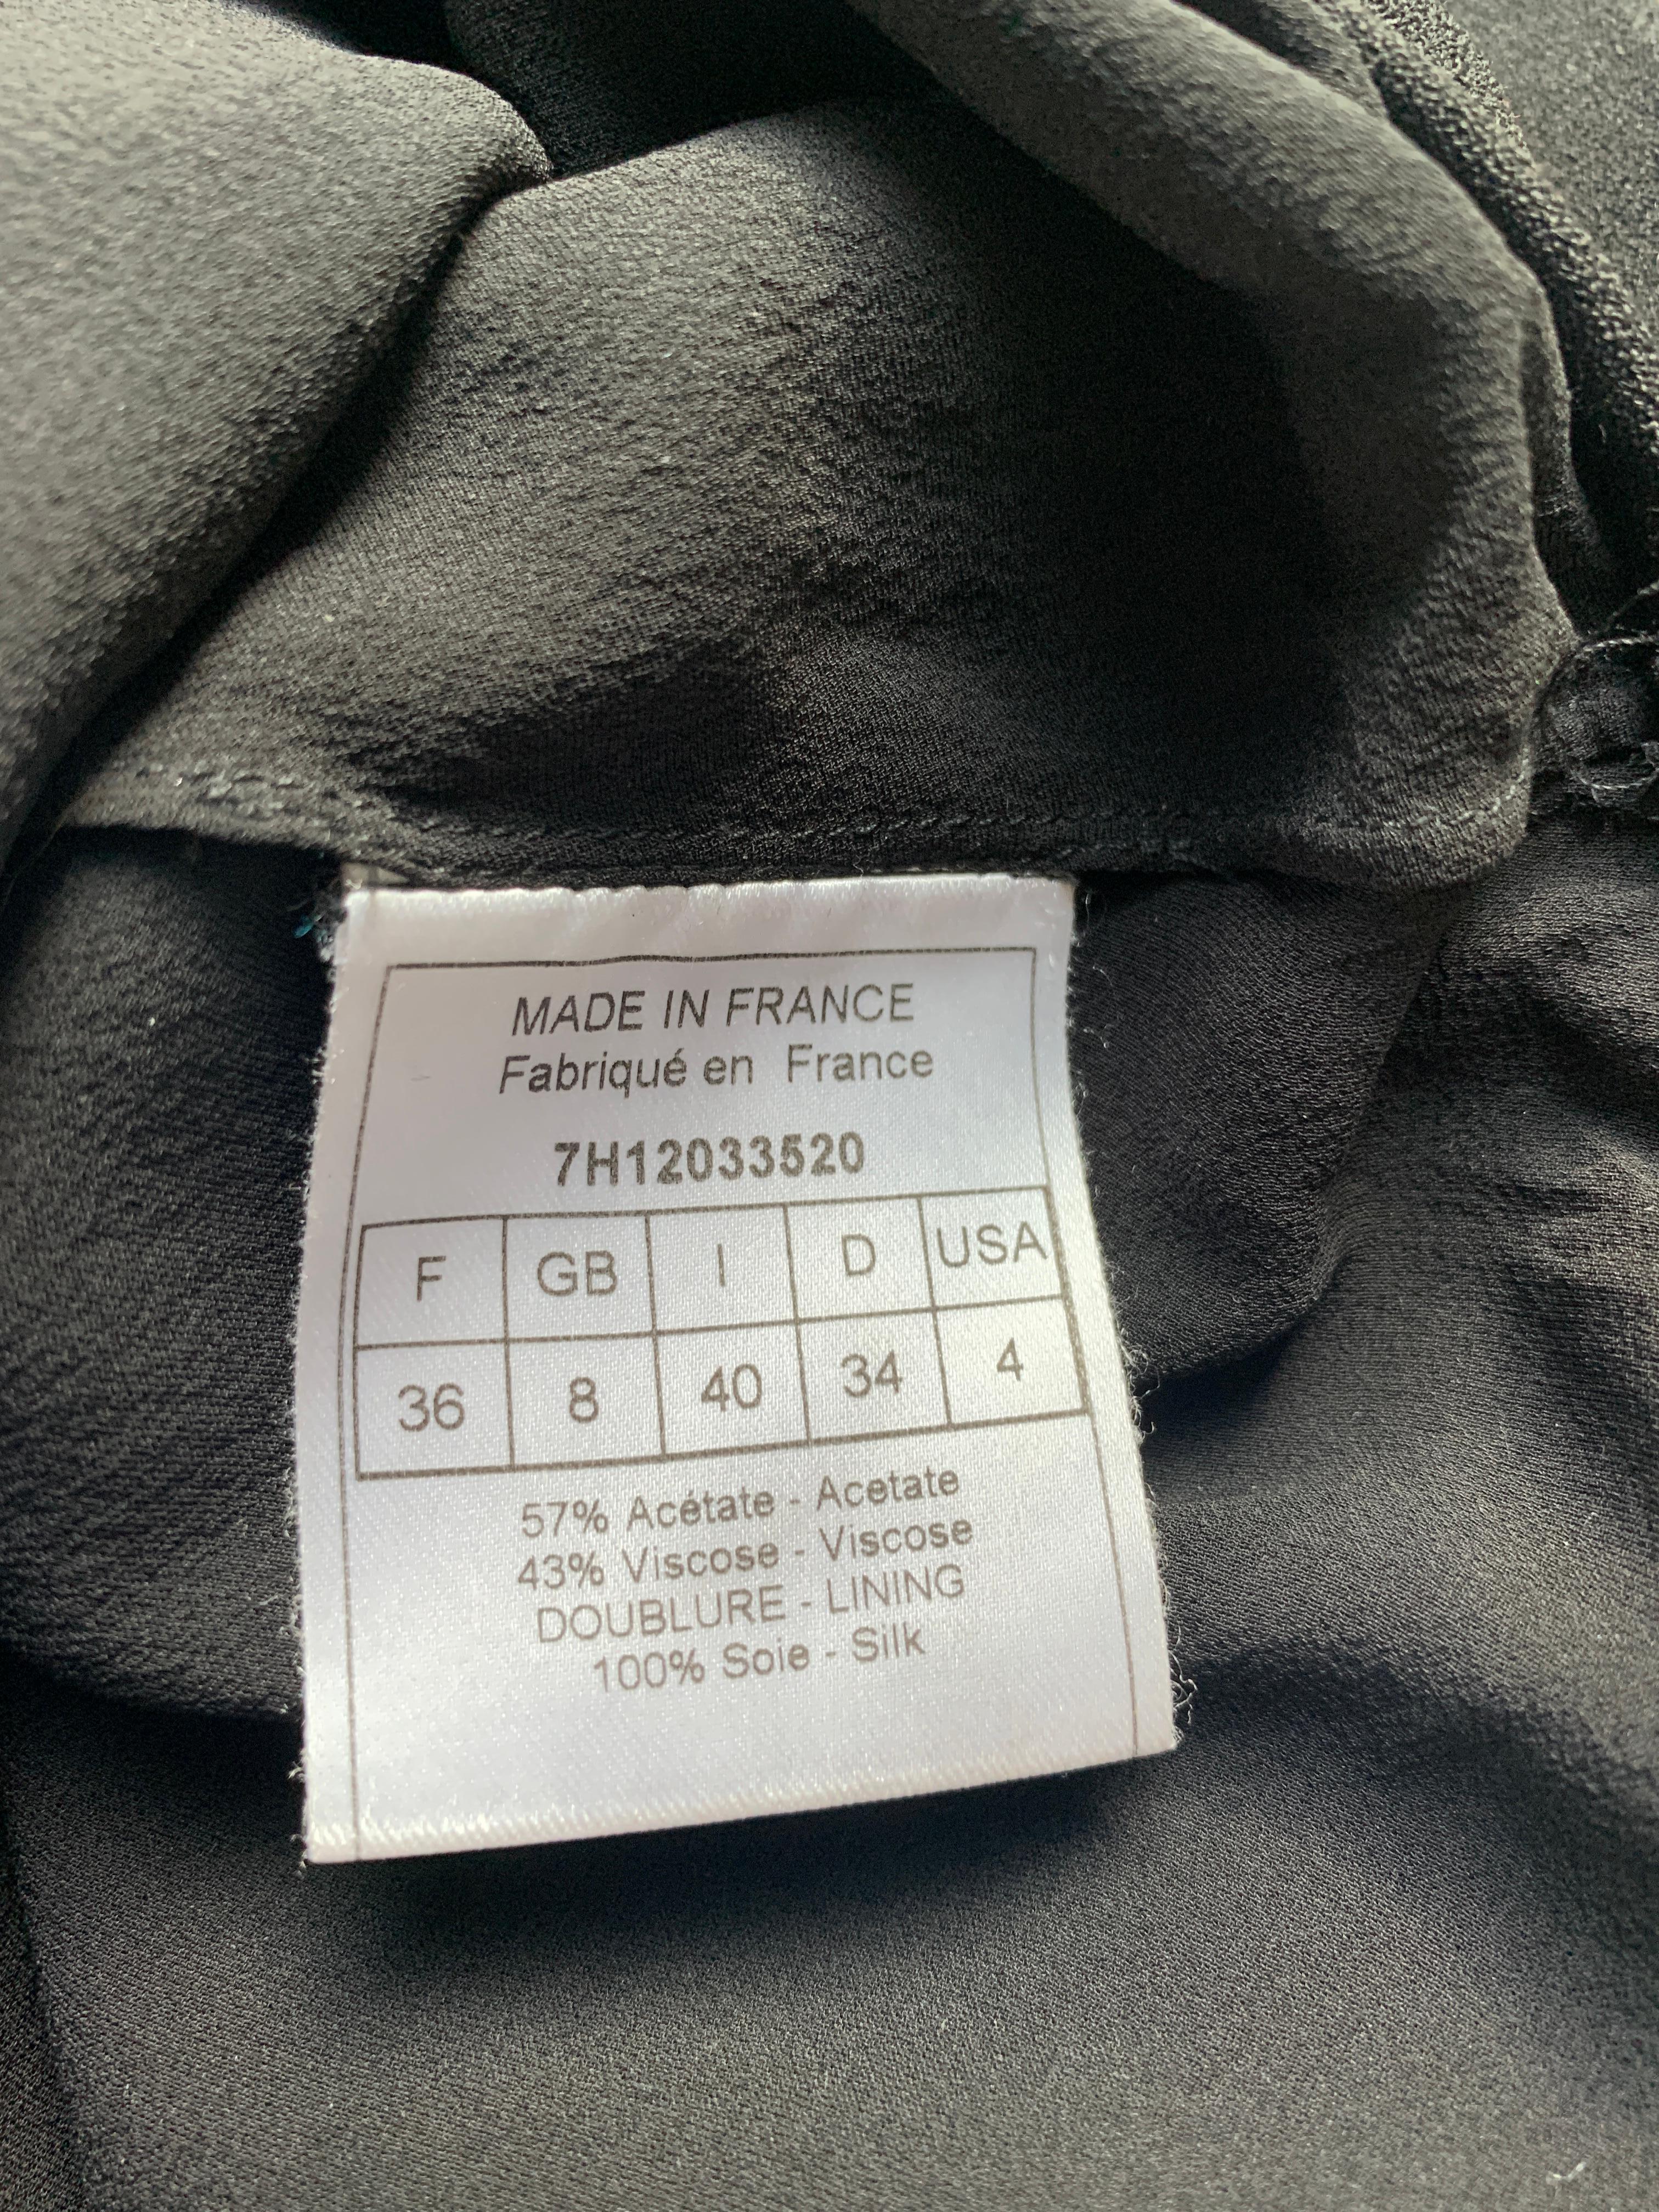 MADE IN FRANCE
Fabriqué en France
7H12033520
F GB I D USA
36 8 40 34 4
57% Acétate - Acetate
43% Viscose - Viscose
DOUBLURE - LINING
100% Soie - Silk